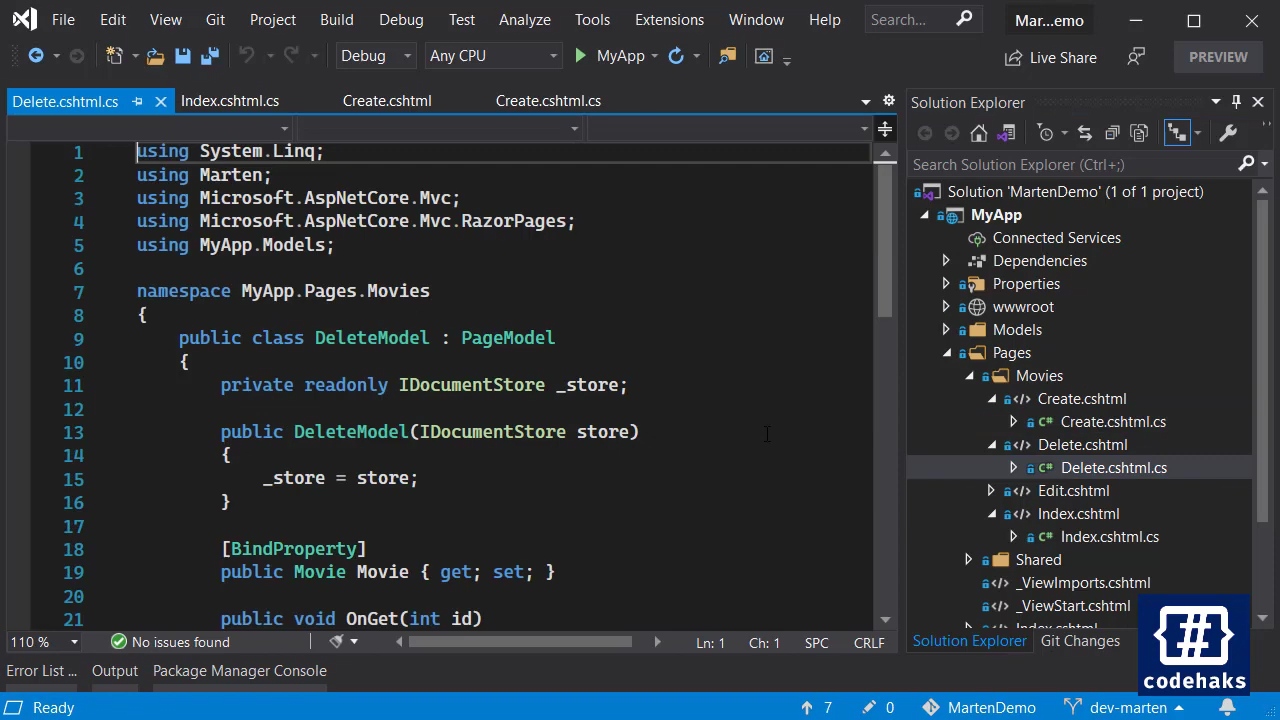 File Edit View Git Project Build Debug Test Analyze Tools Extensions Window Help Search... Mar...emo
Debug Any CPU MyApp Live Share PREVIEW
Delete.cshtml.cs Index.cshtml.cs Create.cshtml Create.cshtml.cs
1 using System.Linq;
2 using Marten;
3 using Microsoft.AspNetCore.Mvc;
4 using Microsoft.AspNetCore.Mvc.RazorPages;
5 using MyApp.Models;
6
7 namespace MyApp.Pages.Movies
8 {
9 public class DeleteModel : PageModel
10 {
11 private readonly IDocumentStore _store;
12
13 public DeleteModel(IDocumentStore store)
14 {
15 _store = store;
16 }
17
18 [BindProperty]
19 public Movie Movie { get; set; }
20
21 public void OnGet(int id)
110 % No issues found Ln: 1 Ch: 1 SPC CRLF
Solution Explorer
Search Solution Explorer (Ctrl+;)
Solution 'MartenDemo' (1 of 1 project)
MyApp
Connected Services
Dependencies
Properties
wwwroot
Models
Pages
Movies
Create.cshtml
C# Create.cshtml.cs
Delete.cshtml
C# Delete.cshtml.cs
Edit.cshtml
Index.cshtml
C# Index.cshtml.cs
Shared
_ViewImports.cshtml
_ViewStart.cshtml
Solution Explorer Git Changes
Error List ... Output Package Manager Console
{#}
codehaks
Ready 7 0 MartenDemo dev-marten